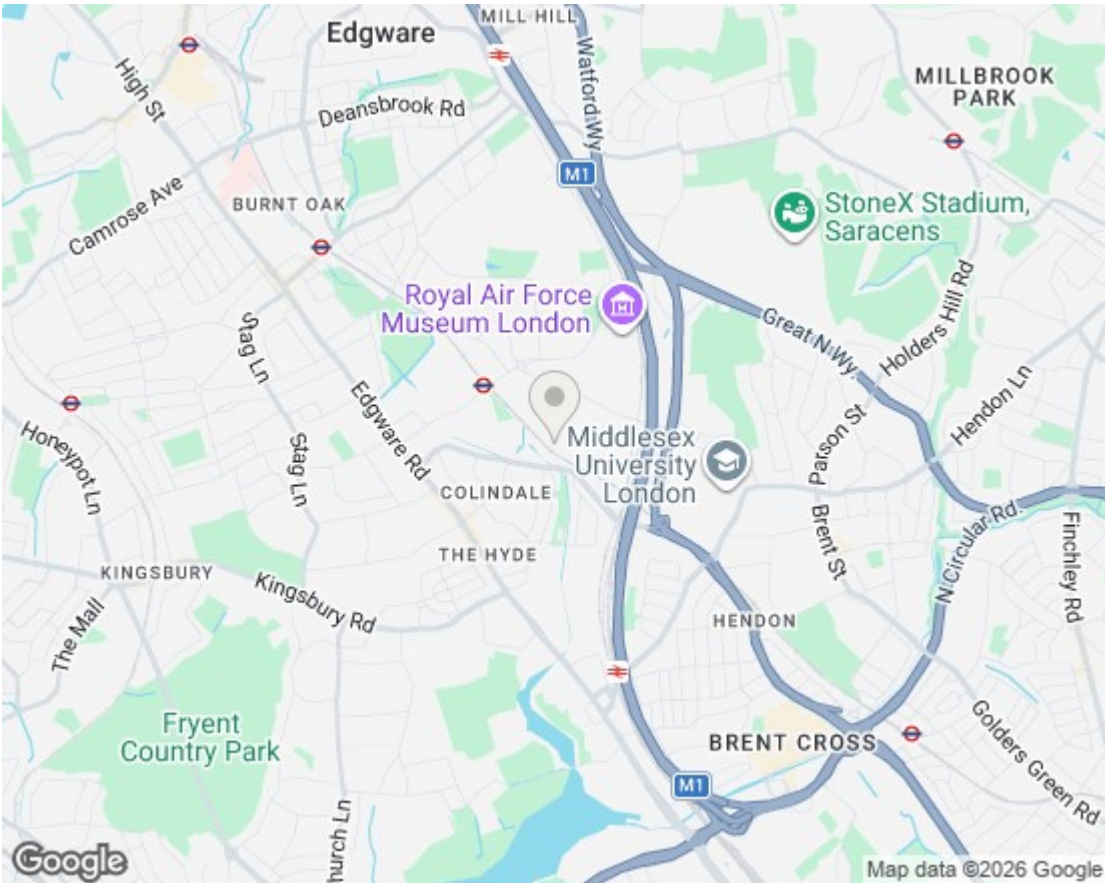 MILL HILL
Edgware
High St
Watford Wy
MILLBROOK
PARK
Deansbrook Rd
M1
Camrose Ave
BURNT OAK
StoneX Stadium,
Saracens
Royal Air Force
Museum London
Great N Wy.
Holders Hill Rd
Stag Ln
Edgware Rd
Hendon Ln
Parson St
Honeypot Ln
Stag Ln
Middlesex
University
London
COLINDALE
Brent St
N Circular Rd.
Finchley Rd
THE HYDE
KINGSBURY
Kingsbury Rd
The Mall
HENDON
Fryent
Country Park
BRENT CROSS
Golders Green Rd
M1
hurch Ln
Google
Map data ©2026 Google